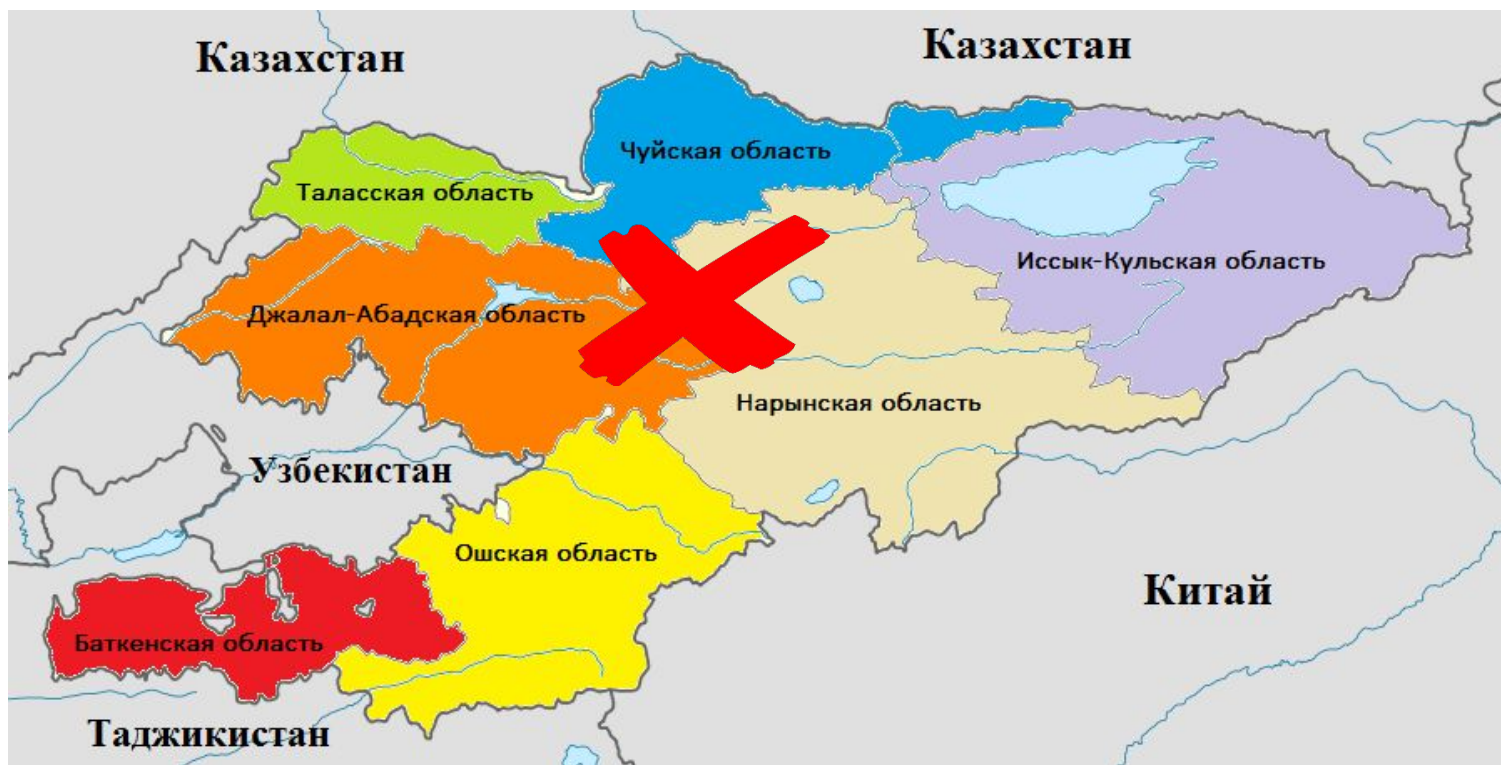 Казахстан
Казахстан
Чуйская область
Таласская область
Иссык-Кульская область
Джалал-Абадская область
Нарынская область
Узбекистан
Ошская область
Китай
Баткенская область
Таджикистан